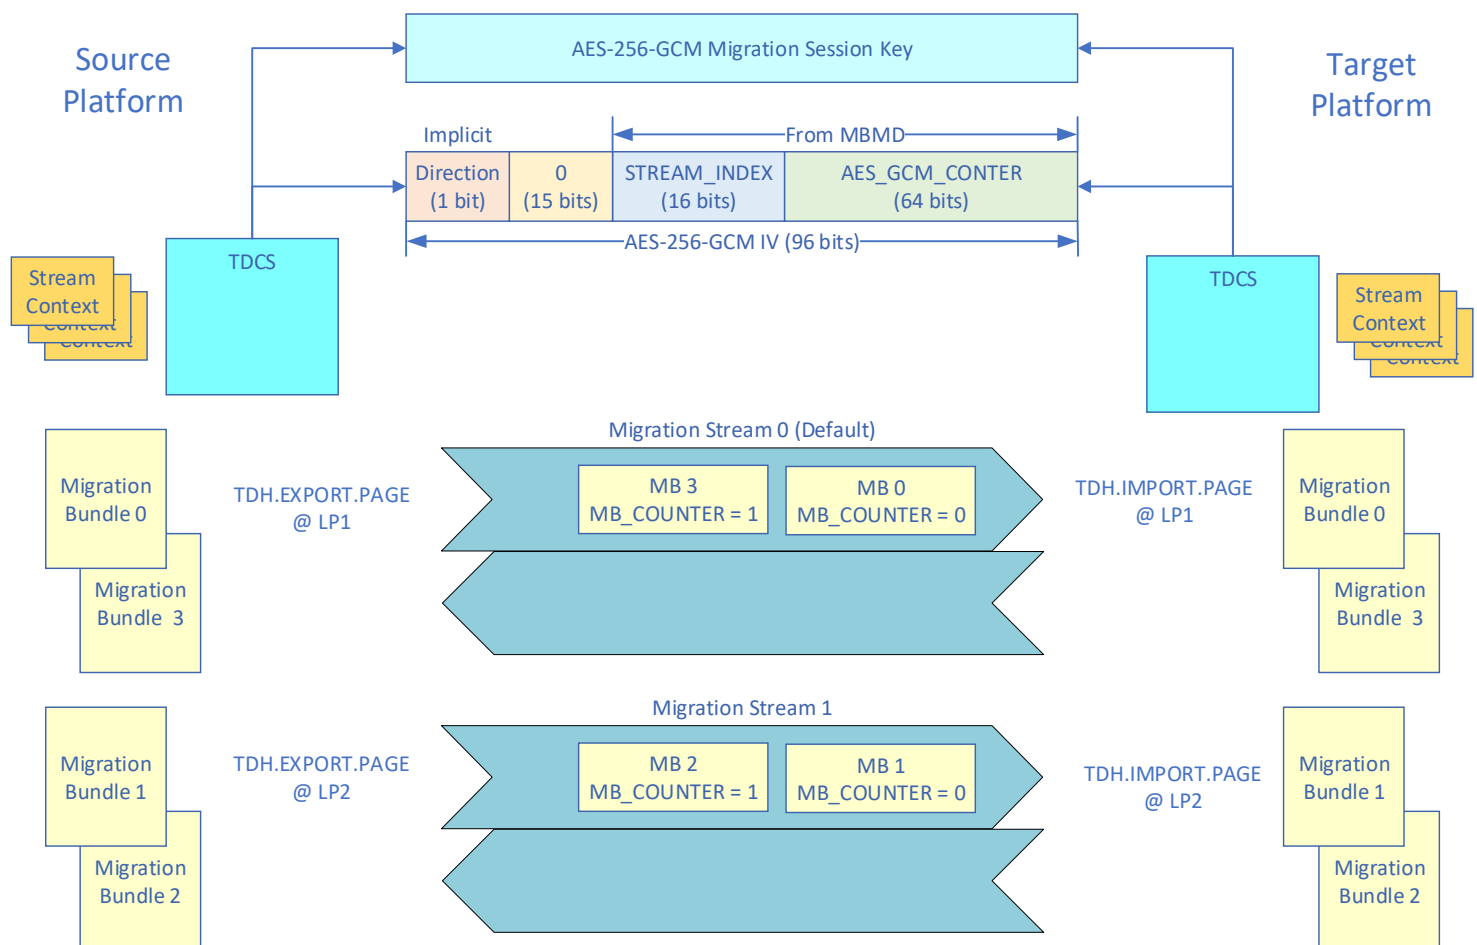 Source
Platform
AES-256-GCM Migration Session Key
Target
Platform
Implicit
From MBMD
Direction
(1 bit)
0
(15 bits)
STREAM_INDEX
(16 bits)
AES_GCM_CONTER
(64 bits)
AES-256-GCM IV (96 bits)
Stream
Context
Context
Context
TDCS
TDCS
Stream
Context
Context
Context
Migration Stream 0 (Default)
Migration
Bundle 0
Migration
Bundle 3
TDH.EXPORT.PAGE
@ LP1
MB 3
MB_COUNTER = 1
MB 0
MB_COUNTER = 0
TDH.IMPORT.PAGE
@ LP1
Migration
Bundle 0
Migration
Bundle 3
Migration Stream 1
Migration
Bundle 1
Migration
Bundle 2
TDH.EXPORT.PAGE
@ LP2
MB 2
MB_COUNTER = 1
MB 1
MB_COUNTER = 0
TDH.IMPORT.PAGE
@ LP2
Migration
Bundle 1
Migration
Bundle 2